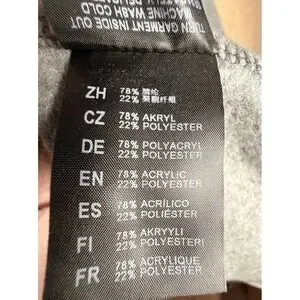 TURN GARMENT INSIDE OUT
MACHINE WASH COLD
ZH 78% 腈纶
22% 聚酯纤维
CZ 78% AKRYL
22% POLYESTER
DE 78% POLYACRYL
22% POLYESTER
EN 78% ACRYLIC
22% POLYESTER
ES 78% ACRÍLICO
22% POLIÉSTER
FI 78% AKRYYLI
22% POLYESTERI
FR 78% ACRYLIQUE
22% POLYESTER